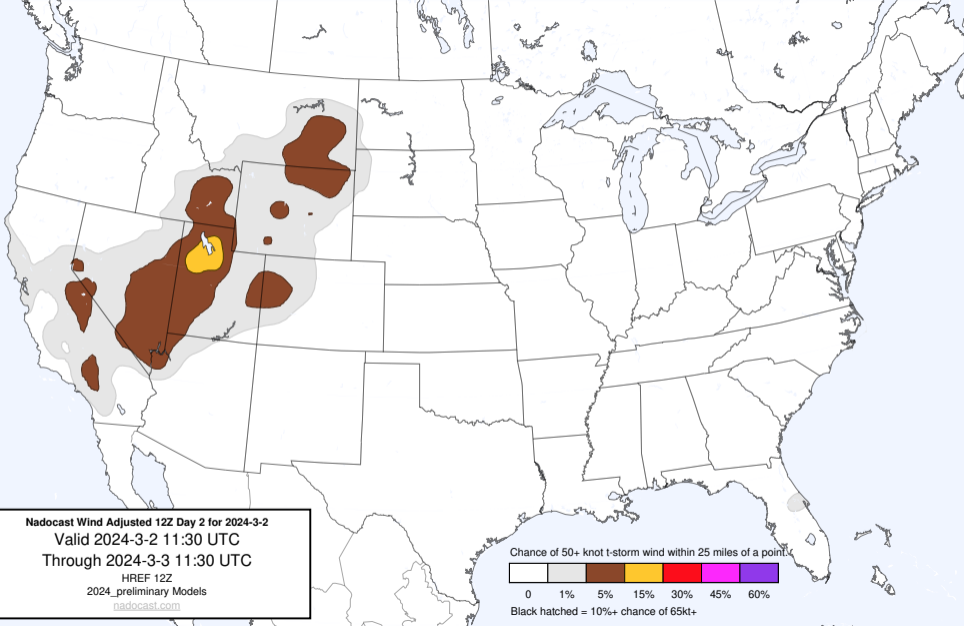 Nadocast Wind Adjusted 12Z Day 2 for 2024-3-2
Valid 2024-3-2 11:30 UTC
Through 2024-3-3 11:30 UTC
HREF 12Z
2024_preliminary Models
nadocast.com
Chance of 50+ knot t-storm wind within 25 miles of a point.
0 1% 5% 15% 30% 45% 60%
Black hatched = 10%+ chance of 65kt+